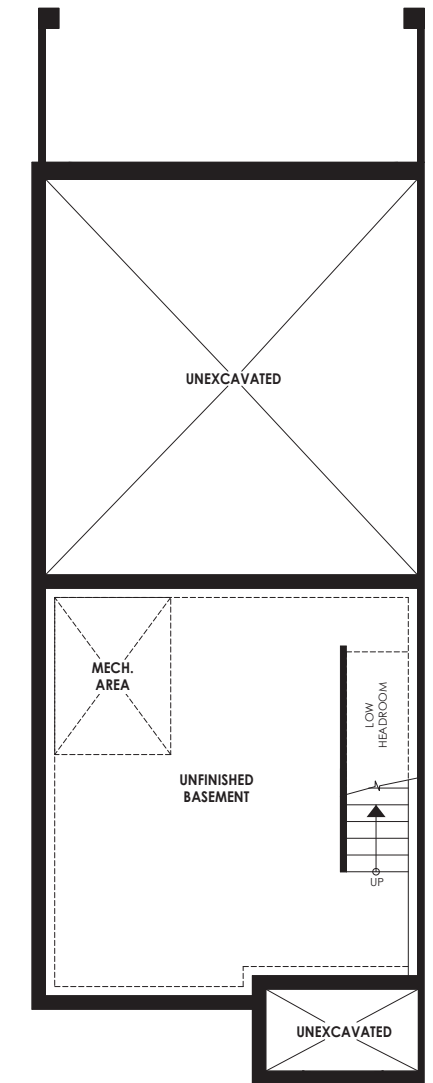 UNEXCAVATED
MECH.
AREA
LOW
HEADROOM
UNFINISHED
BASEMENT
UP
UNEXCAVATED